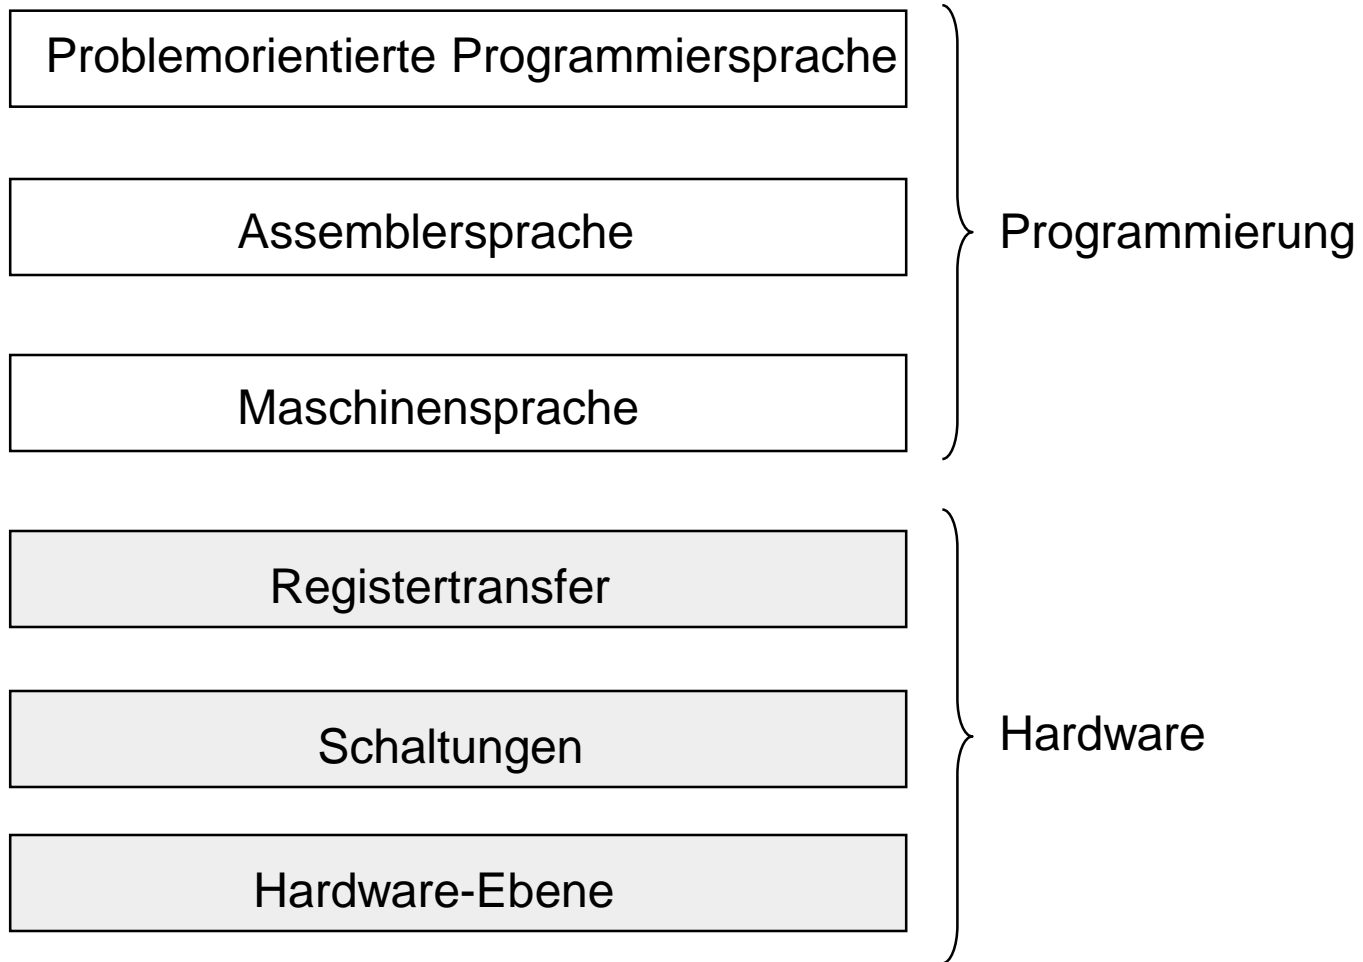 Problemorientierte Programmiersprache
Assemblersprache
Programmierung
Maschinensprache
Registertransfer
Schaltungen
Hardware
Hardware-Ebene